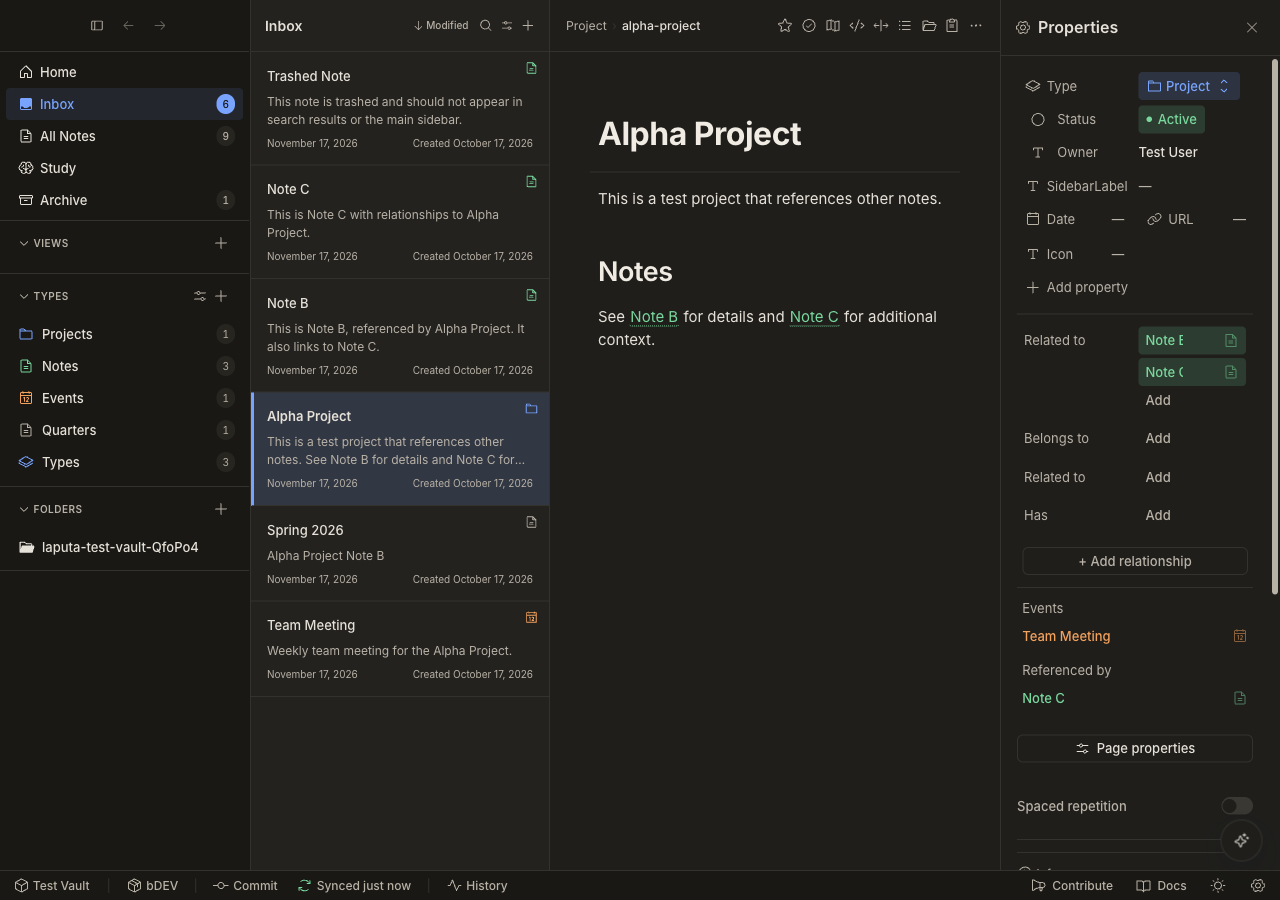 Home
Inbox 6
All Notes 9
Study
Archive 1
VIEWS
TYPES
Projects 1
Notes 3
Events 1
Quarters 1
Types 3
FOLDERS
laputa-test-vault-QfoPo4
Inbox
Modified
Trashed Note
This note is trashed and should not appear in
search results or the main sidebar.
November 17, 2026 Created October 17, 2026
Note C
This is Note C with relationships to Alpha
Project.
November 17, 2026 Created October 17, 2026
Note B
This is Note B, referenced by Alpha Project. It
also links to Note C.
November 17, 2026 Created October 17, 2026
Alpha Project
This is a test project that references other
notes. See Note B for details and Note C for...
November 17, 2026 Created October 17, 2026
Spring 2026
Alpha Project Note B
November 17, 2026 Created October 17, 2026
Team Meeting
Weekly team meeting for the Alpha Project.
November 17, 2026 Created October 17, 2026
Project › alpha-project
Alpha Project
This is a test project that references other notes.
Notes
See Note B for details and Note C for additional
context.
Properties
Type Project
Status Active
Owner Test User
SidebarLabel —
Date — URL —
Icon —
Add property
Related to Note
Note
Add
Belongs to Add
Related to Add
Has Add
+ Add relationship
Events
Team Meeting
Referenced by
Note C
Page properties
Spaced repetition
Test Vault bDEV Commit Synced just now History Contribute Docs